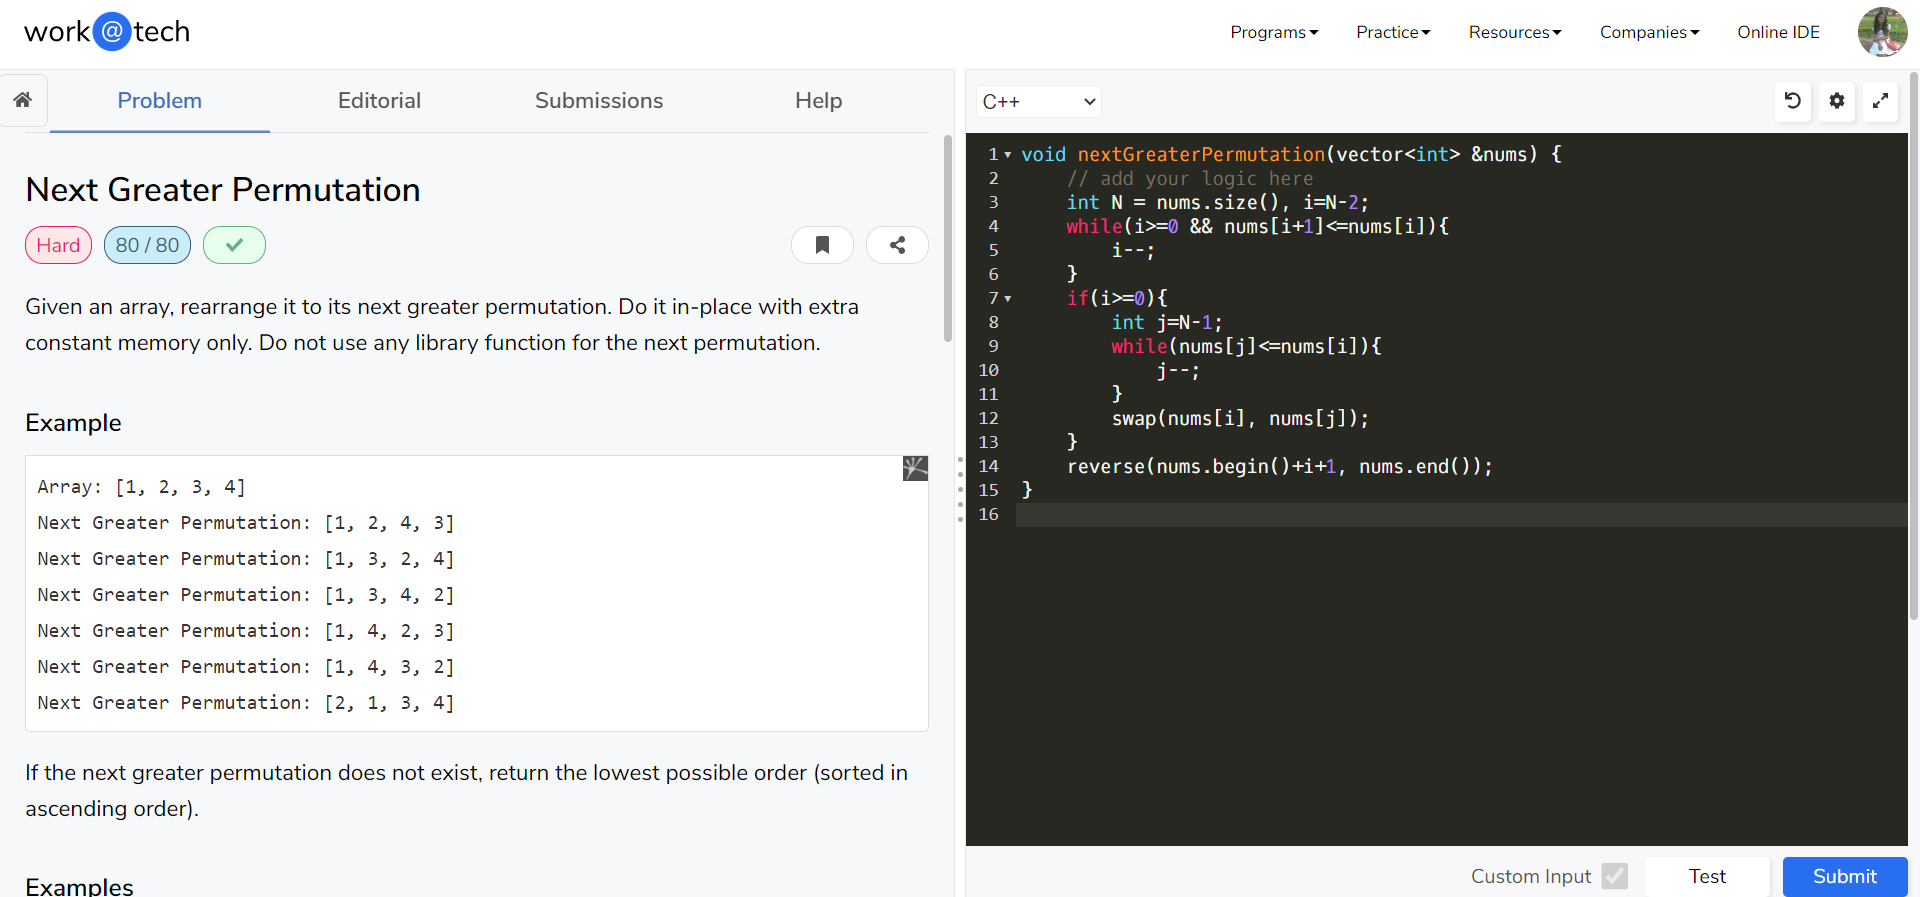 work@tech
Programs
Practice
Resources
Companies
Online IDE
Problem
Editorial
Submissions
Help
Next Greater Permutation
Hard
80 / 80
Given an array, rearrange it to its next greater permutation. Do it in-place with extra
constant memory only. Do not use any library function for the next permutation.
Example
Array: [1, 2, 3, 4]
Next Greater Permutation: [1, 2, 4, 3]
Next Greater Permutation: [1, 3, 2, 4]
Next Greater Permutation: [1, 3, 4, 2]
Next Greater Permutation: [1, 4, 2, 3]
Next Greater Permutation: [1, 4, 3, 2]
Next Greater Permutation: [2, 1, 3, 4]
If the next greater permutation does not exist, return the lowest possible order (sorted in
ascending order).
Examples
C++
1 void nextGreaterPermutation(vector<int> &nums) {
2 // add your logic here
3 int N = nums.size(), i=N-2;
4 while(i>=0 && nums[i+1]<=nums[i]){
5 i--;
6 }
7 if(i>=0){
8 int j=N-1;
9 while(nums[j]<=nums[i]){
10 j--;
11 }
12 swap(nums[i], nums[j]);
13 }
14 reverse(nums.begin()+i+1, nums.end());
15 }
16
Custom Input
Test
Submit